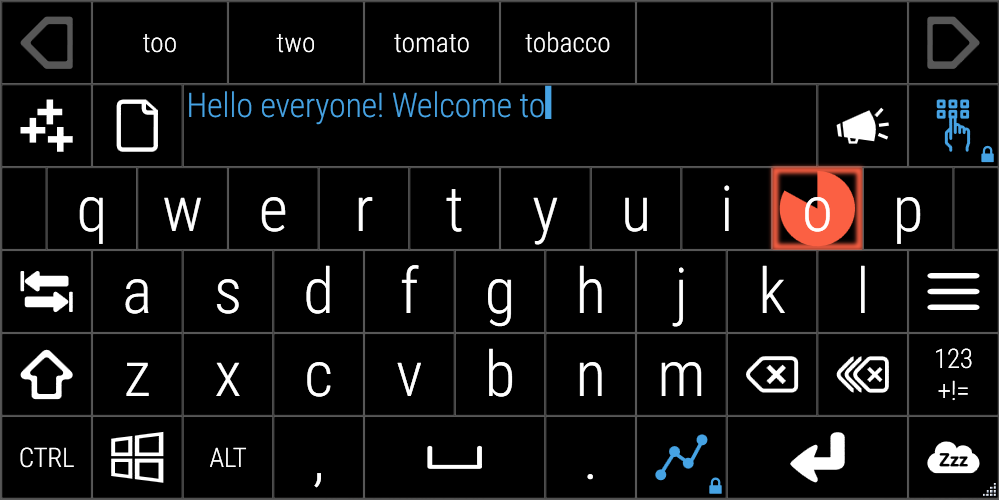 too two tomato tobacco
Hello everyone! Welcome to
q w e r t y u i o p
a s d f g h j k l
z x c v b n m 123
+!=
CTRL ALT , . Zzz